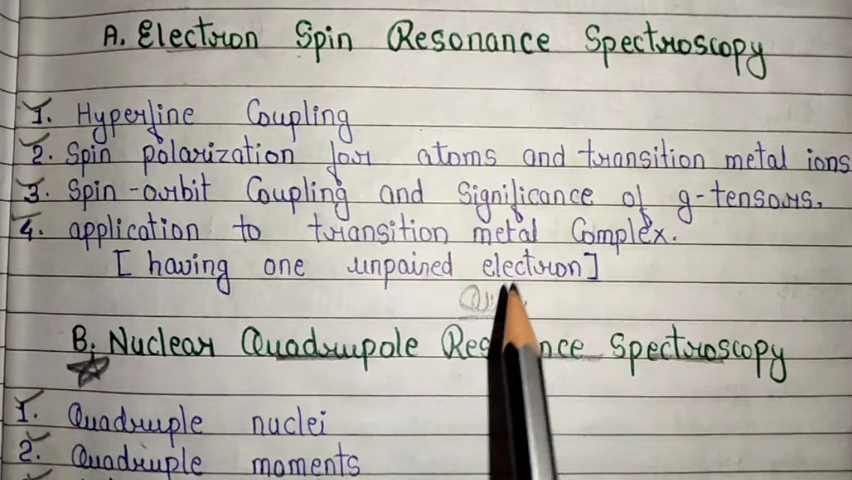 A. Electron Spin Resonance Spectroscopy
1. Hyperfine Coupling
2. Spin polarization for atoms and transition metal ions
3. Spin-orbit Coupling and Significance of g-tensors.
4. application to transition metal Complex.
[having one unpaired electron]
B. Nuclear Quadrupole Spectroscopy
1. Quadruple nuclei
2. Quadruple moments